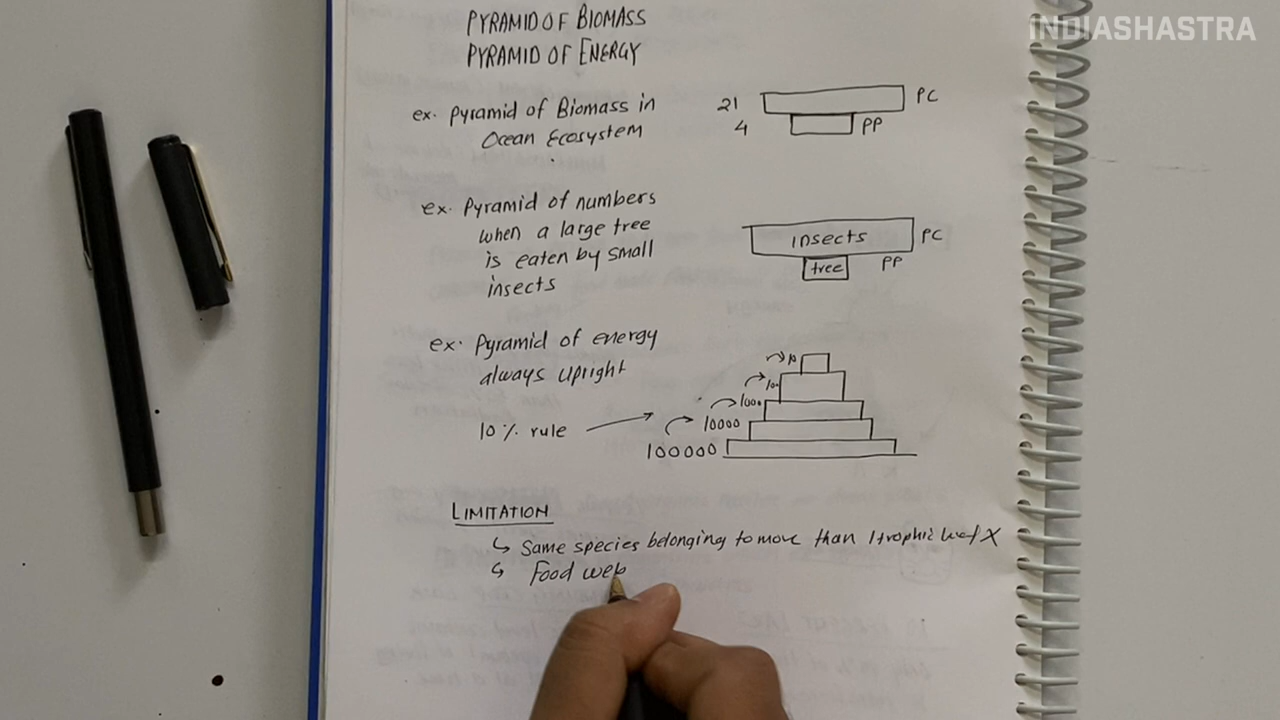 INDIASHASTRA
PYRAMID OF BIOMASS
PYRAMID OF ENERGY
ex. Pyramid of Biomass in
Ocean Ecosystem
21
PC
4
PP
ex. Pyramid of numbers
when a large tree
is eaten by small
insects
insects
PC
tree
PP
ex. Pyramid of energy
always upright
10
100
1000
10% rule
10000
100000
LIMITATION
Same species belonging to more than 1 trophic level X
Food web